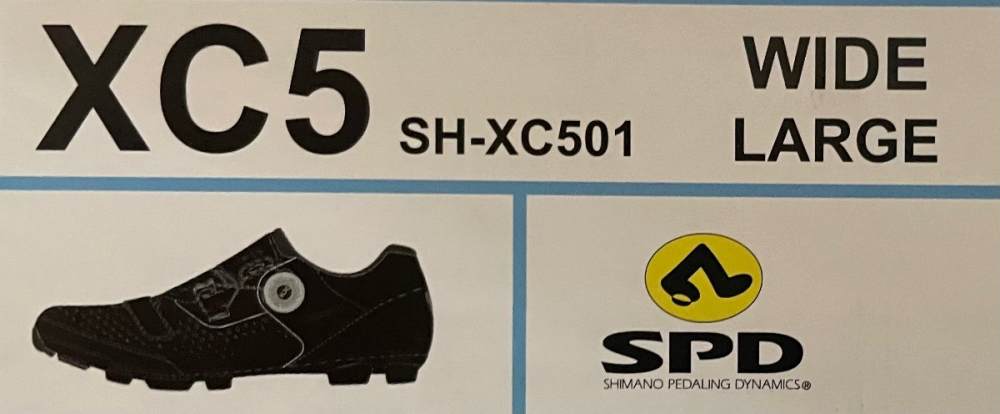 XC5 SH-XC501
WIDE
LARGE
SPD
SHIMANO PEDALING DYNAMICS®